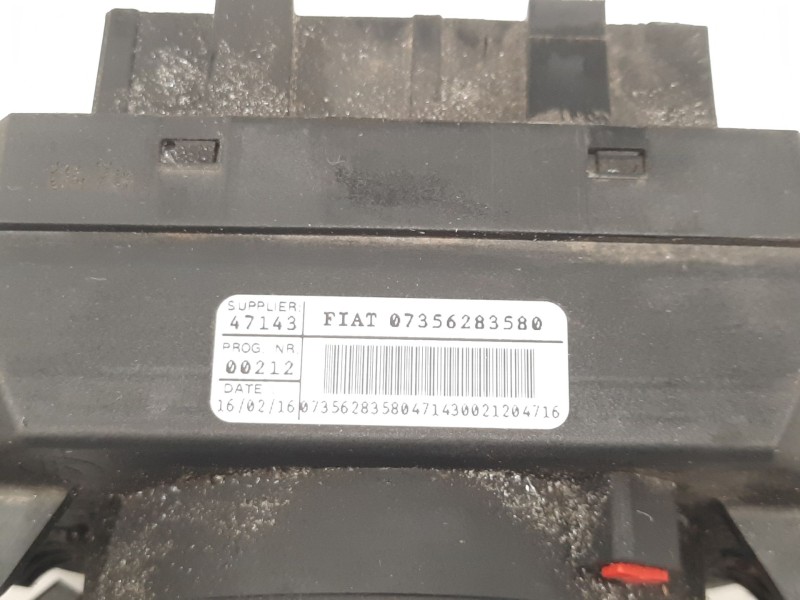 SUPPLIER:
47143
FIAT 07356283580
PROG. NR.
00212
DATE
16/02/16
07356283580471430021204716